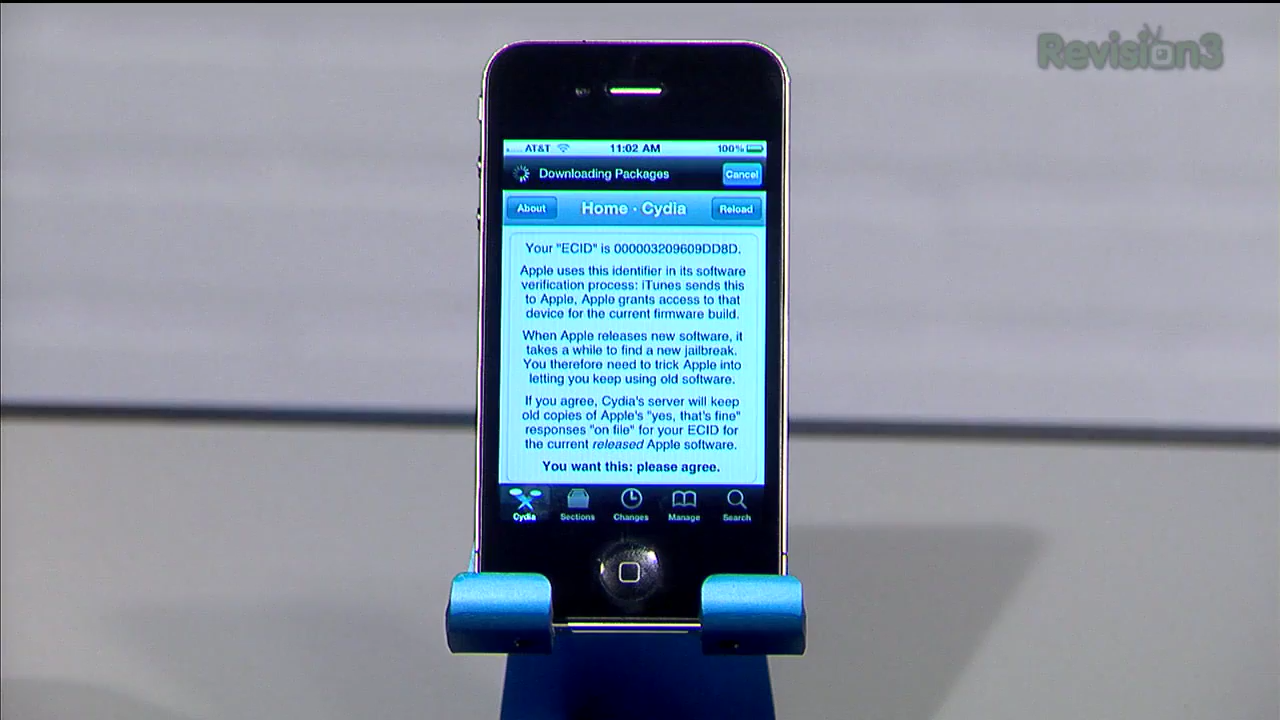 Revision3
AT&T 11:02 AM 100%
Downloading Packages Cancel
About Home · Cydia Reload
Your "ECID" is 000003209609DD8D.
Apple uses this identifier in its software
verification process: iTunes sends this
to Apple, Apple grants access to that
device for the current firmware build.
When Apple releases new software, it
takes a while to find a new jailbreak.
You therefore need to trick Apple into
letting you keep using old software.
If you agree, Cydia's server will keep
old copies of Apple's "yes, that's fine"
responses "on file" for your ECID for
the current released Apple software.
You want this: please agree.
Cydia Sections Changes Manage Search